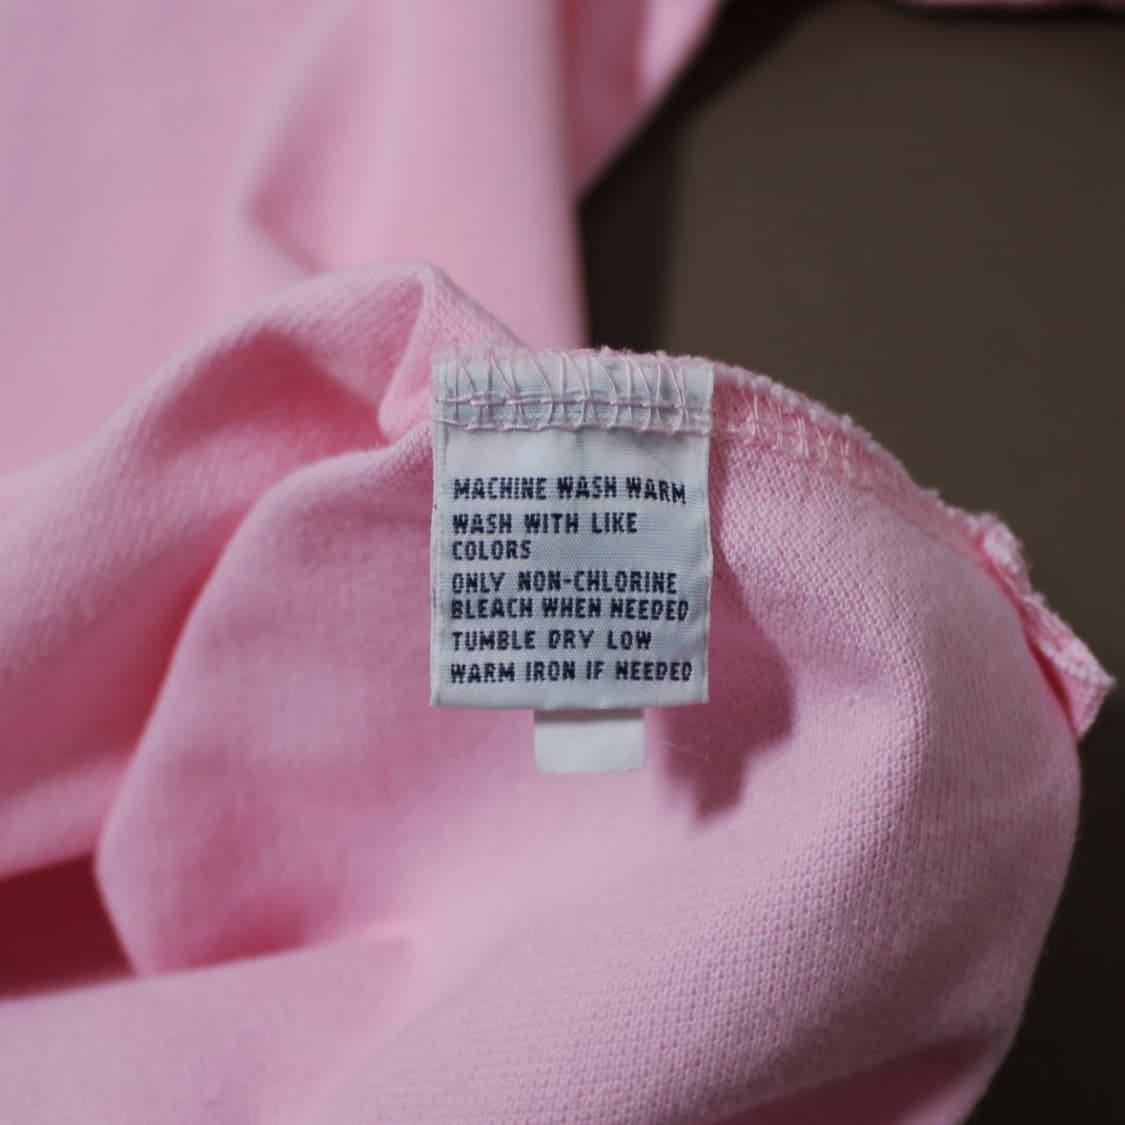 MACHINE WASH WARM
WASH WITH LIKE
COLORS
ONLY NON-CHLORINE
BLEACH WHEN NEEDED
TUMBLE DRY LOW
WARM IRON IF NEEDED